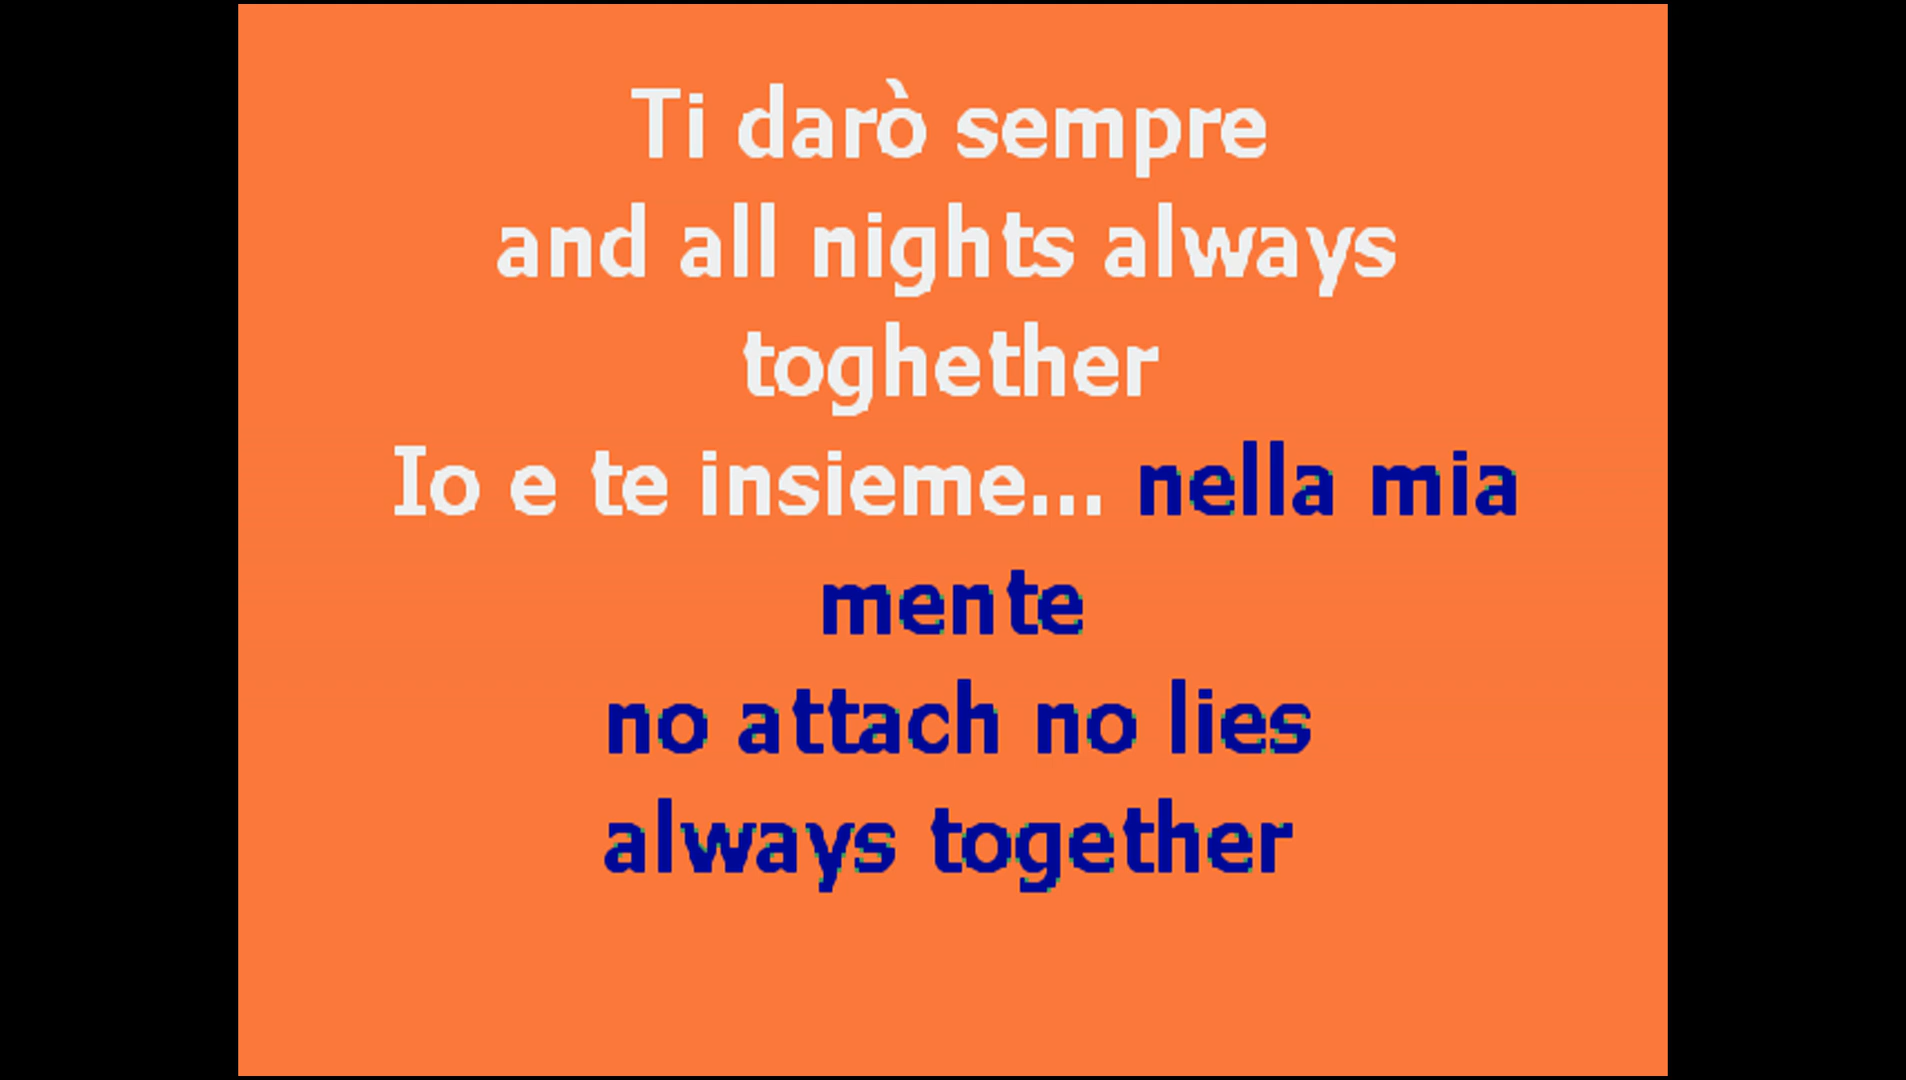 Ti darò sempre
and all nights always
toghether
Io e te insieme... nella mia
mente
no attach no lies
always together